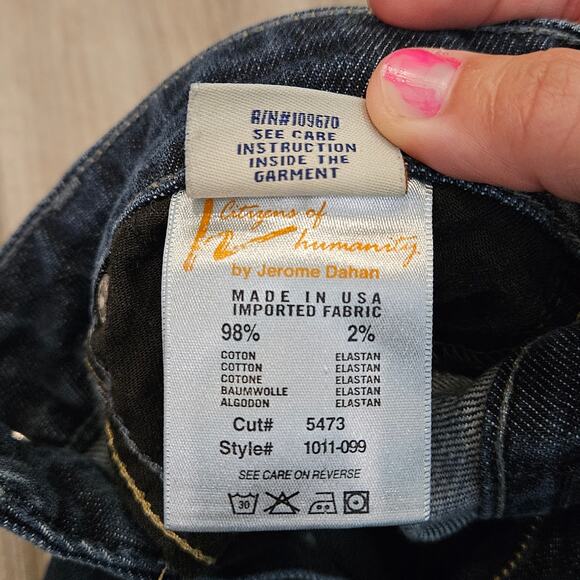 R/N#109670
SEE CARE
INSTRUCTION
INSIDE THE
GARMENT
Citizens of
humanity
by Jerome Dahan
MADE IN USA
IMPORTED FABRIC
98% 2%
COTON ELASTAN
COTTON ELASTAN
COTONE ELASTAN
BAUMWOLLE ELASTAN
ALGODON ELASTAN
Cut# 5473
Style# 1011-099
SEE CARE ON REVERSE
30